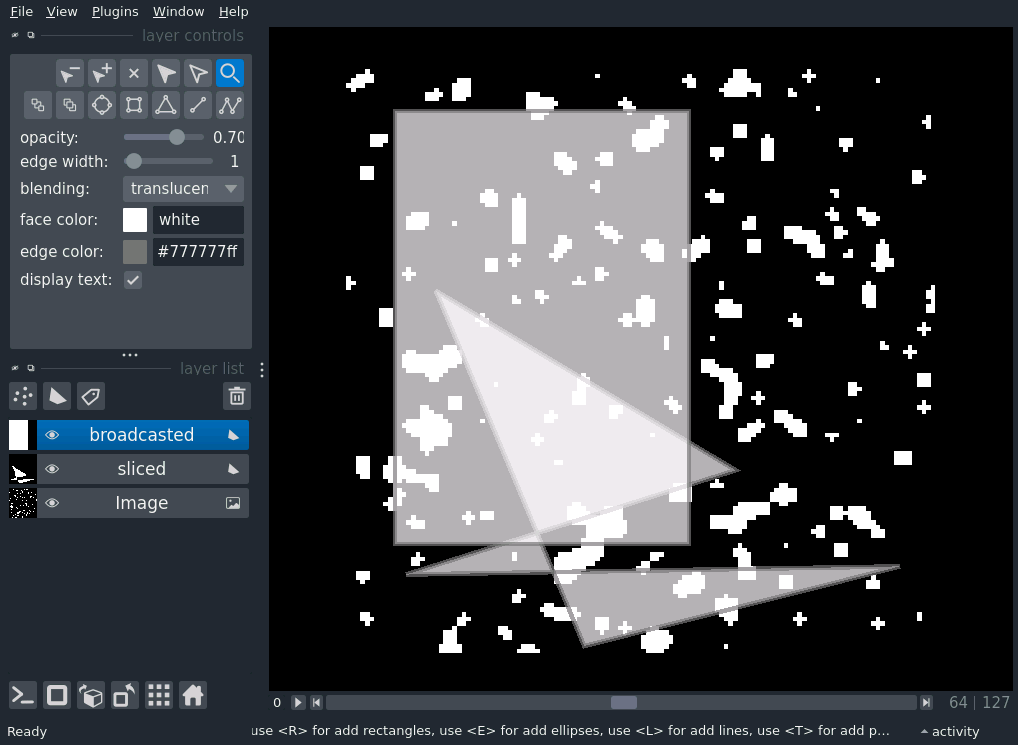 File View Plugins Window Help
layer controls
opacity: 0.70
edge width: 1
blending: translucen
face color: white
edge color: #777777ff
display text:
layer list
broadcasted
sliced
Image
0 64 | 127
Ready use <R> for add rectangles, use <E> for add ellipses, use <L> for add lines, use <T> for add p... activity